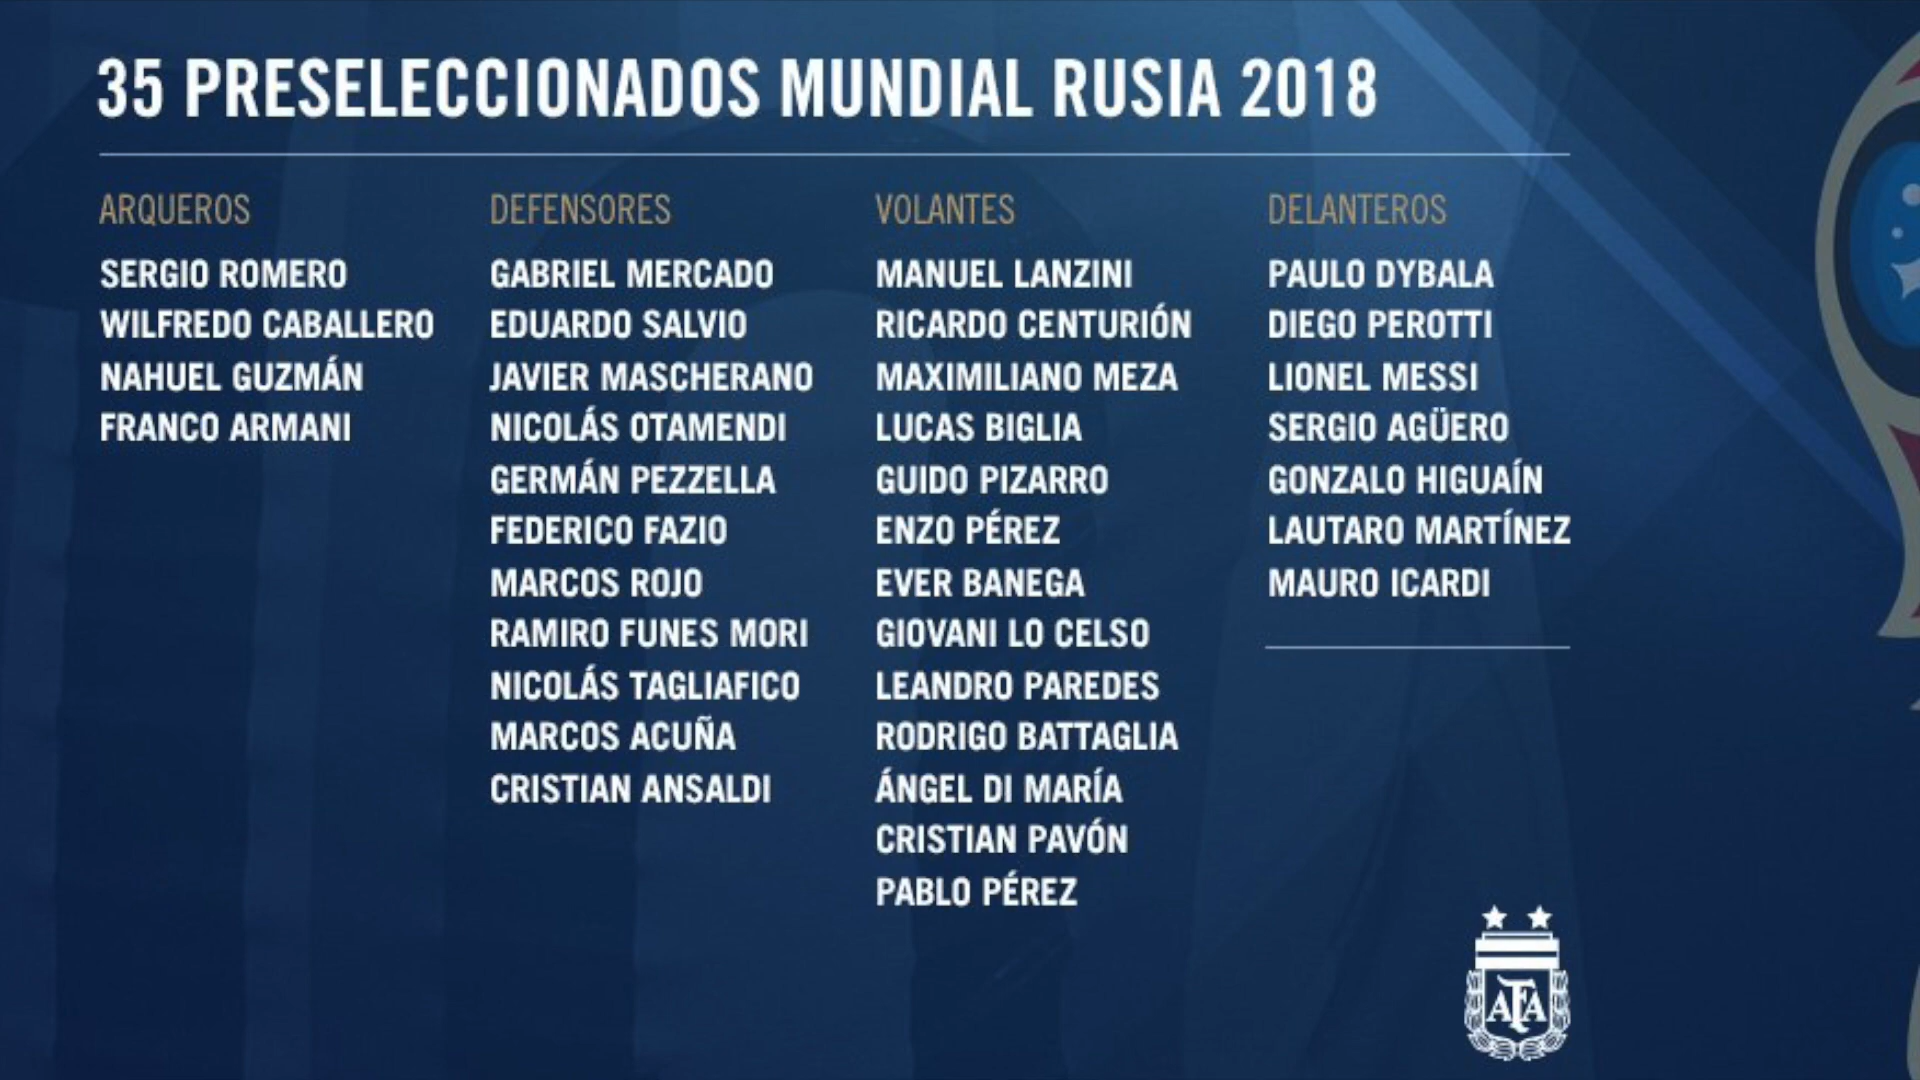 35 PRESELECCIONADOS MUNDIAL RUSIA 2018
ARQUEROS
SERGIO ROMERO
WILFREDO CABALLERO
NAHUEL GUZMÁN
FRANCO ARMANI
DEFENSORES
GABRIEL MERCADO
EDUARDO SALVIO
JAVIER MASCHERANO
NICOLÁS OTAMENDI
GERMÁN PEZZELLA
FEDERICO FAZIO
MARCOS ROJO
RAMIRO FUNES MORI
NICOLÁS TAGLIAFICO
MARCOS ACUÑA
CRISTIAN ANSALDI
VOLANTES
MANUEL LANZINI
RICARDO CENTURIÓN
MAXIMILIANO MEZA
LUCAS BIGLIA
GUIDO PIZARRO
ENZO PÉREZ
EVER BANEGA
GIOVANI LO CELSO
LEANDRO PAREDES
RODRIGO BATTAGLIA
ÁNGEL DI MARÍA
CRISTIAN PAVÓN
PABLO PÉREZ
DELANTEROS
PAULO DYBALA
DIEGO PEROTTI
LIONEL MESSI
SERGIO AGÜERO
GONZALO HIGUAÍN
LAUTARO MARTÍNEZ
MAURO ICARDI
AFA